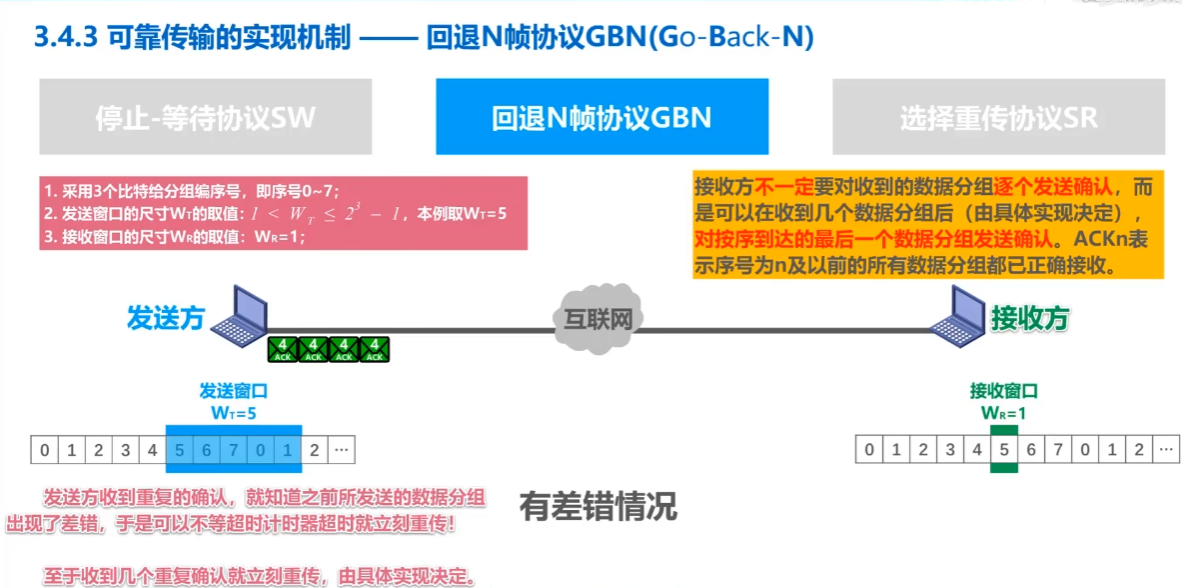 3.4.3 可靠传输的实现机制 —— 回退N帧协议GBN(Go-Back-N)
停止-等待协议SW
回退N帧协议GBN
选择重传协议SR
1. 采用3个比特给分组编序号，即序号0~7；
2. 发送窗口的尺寸WT的取值：1 < W_T ≤ 2^3 − 1，本例取WT=5
3. 接收窗口的尺寸WR的取值：WR=1；
接收方不一定要对收到的数据分组逐个发送确认，而
是可以在收到几个数据分组后（由具体实现决定），
对按序到达的最后一个数据分组发送确认。ACKn表
示序号为n及以前的所有数据分组都已正确接收。
发送方
互联网
接收方
4 4 4 4
ACK ACK ACK ACK
发送窗口
WT=5
0 1 2 3 4 5 6 7 0 1 2 …
接收窗口
WR=1
0 1 2 3 4 5 6 7 0 1 2 …
发送方收到重复的确认，就知道之前所发送的数据分组
出现了差错，于是可以不等超时计时器超时就立刻重传！
至于收到几个重复确认就立刻重传，由具体实现决定。
有差错情况